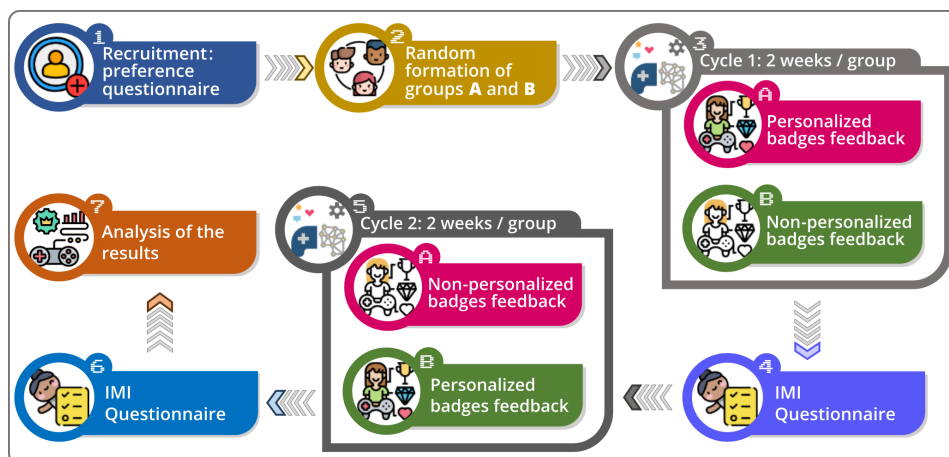 1
Recruitment:
preference
questionnaire
2
Random
formation of
groups A and B
3
Cycle 1: 2 weeks / group
A
Personalized
badges feedback
B
Non-personalized
badges feedback
4
IMI
Questionnaire
5
Cycle 2: 2 weeks / group
A
Non-personalized
badges feedback
B
Personalized
badges feedback
6
IMI
Questionnaire
7
Analysis of the
results